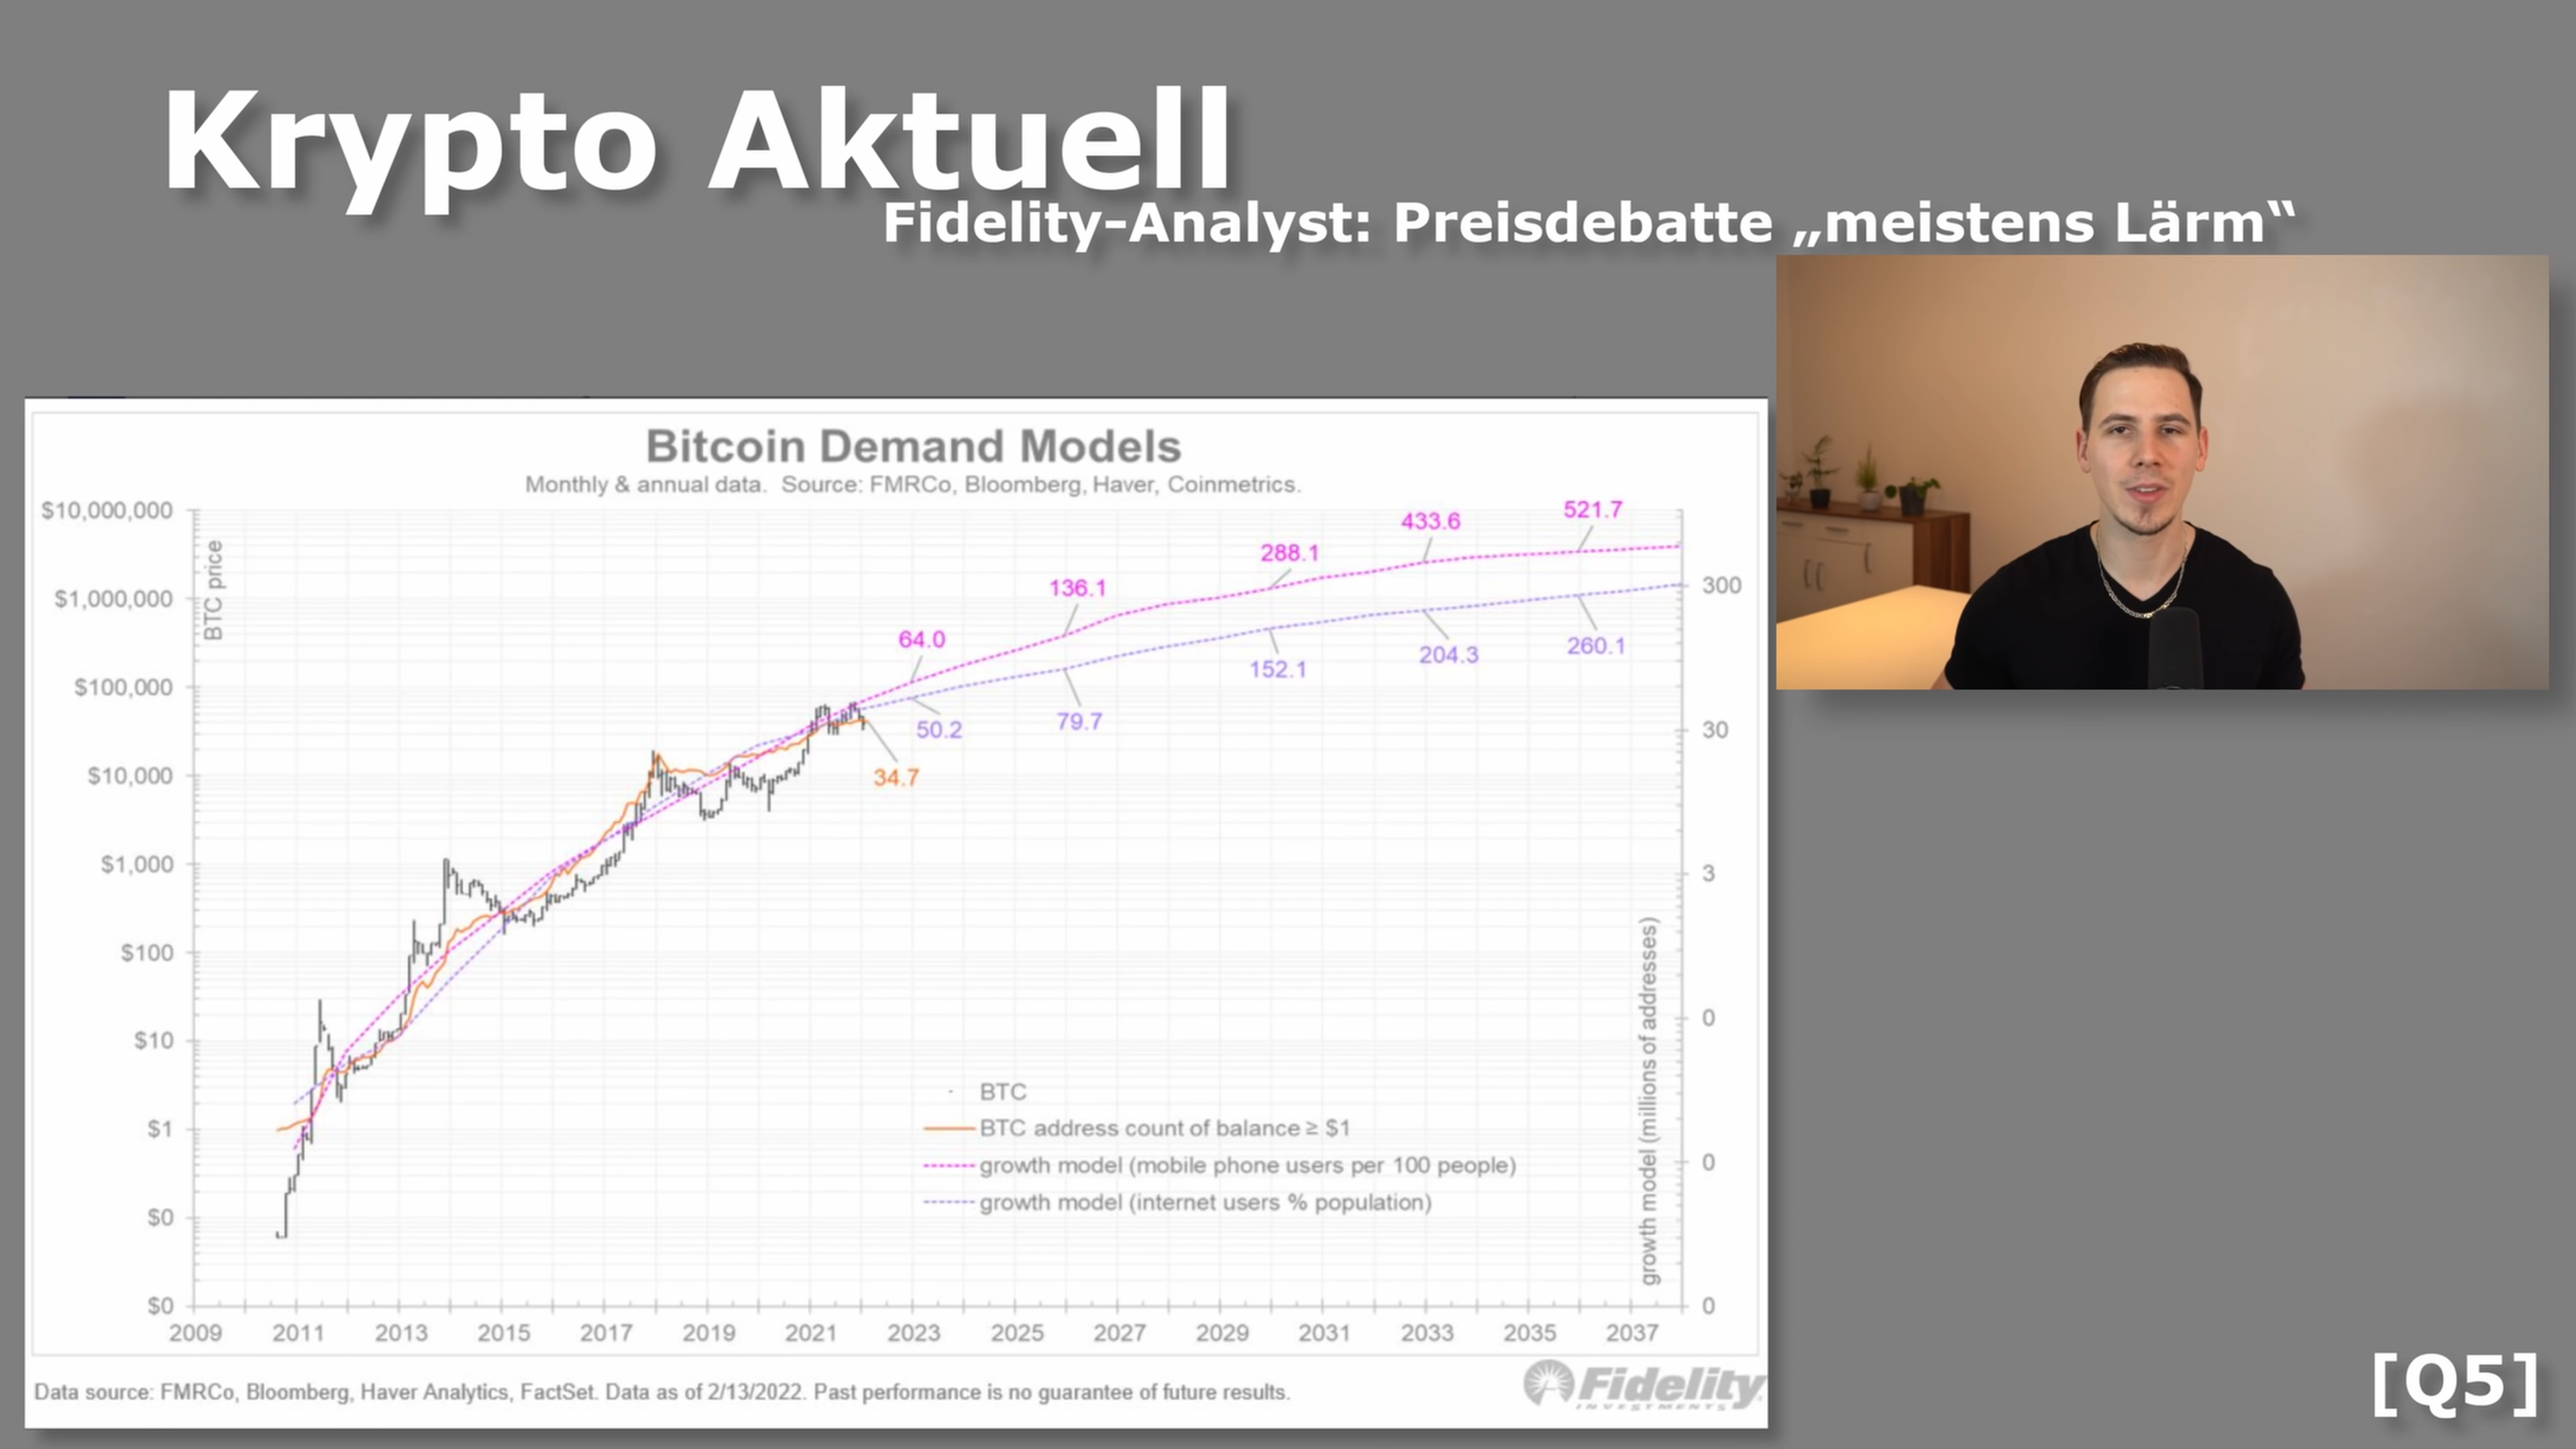 Krypto Aktuell
Fidelity-Analyst: Preisdebatte „meistens Lärm“
Bitcoin Demand Models
Monthly & annual data. Source: FMRCo, Bloomberg, Haver, Coinmetrics.
BTC price
$10,000,000
$1,000,000
$100,000
$10,000
$1,000
$100
$10
$1
$0
$0
64.0
136.1
288.1
433.6
521.7
50.2
79.7
152.1
204.3
260.1
34.7
300
30
3
0
0
0
growth model (millions of addresses)
BTC
BTC address count of balance ≥ $1
growth model (mobile phone users per 100 people)
growth model (internet users % population)
2009 2011 2013 2015 2017 2019 2021 2023 2025 2027 2029 2031 2033 2035 2037
Data source: FMRCo, Bloomberg, Haver Analytics, FactSet. Data as of 2/13/2022. Past performance is no guarantee of future results.
Fidelity
INVESTMENTS
[Q5]